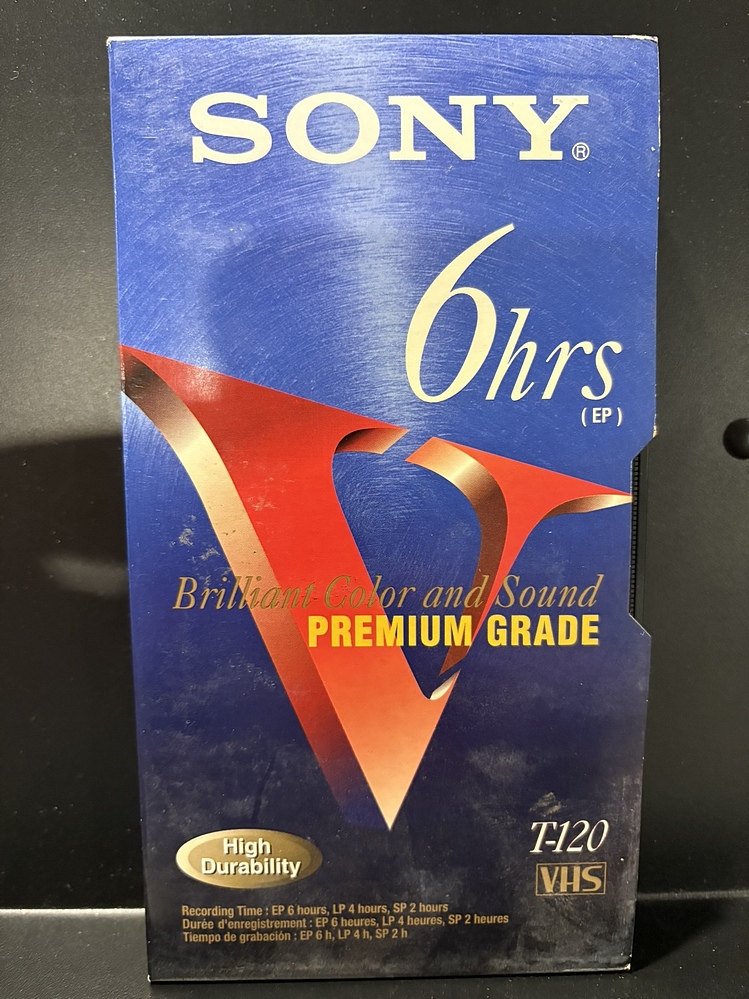 SONY®
6hrs
(EP)
Brilliant Color and Sound
PREMIUM GRADE
T-120
VHS
High
Durability
Recording Time : EP 6 hours, LP 4 hours, SP 2 hours
Durée d'enregistrement : EP 6 heures, LP 4 heures, SP 2 heures
Tiempo de grabación : EP 6 h, LP 4 h, SP 2 h